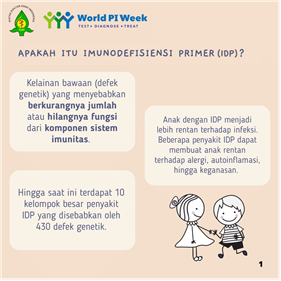 World PI Week
TEST • DIAGNOSE • TREAT
APAKAH ITU IMUNODEFISIENSI PRIMER (IDP)?
Kelainan bawaan (defek
genetik) yang menyebabkan
berkurangnya jumlah
atau hilangnya fungsi
dari komponen sistem
imunitas.
Anak dengan IDP menjadi
lebih rentan terhadap infeksi.
Beberapa penyakit IDP dapat
membuat anak rentan
terhadap alergi, autoinflamasi,
hingga keganasan.
Hingga saat ini terdapat 10
kelompok besar penyakit
IDP yang disebabkan oleh
430 defek genetik.
1